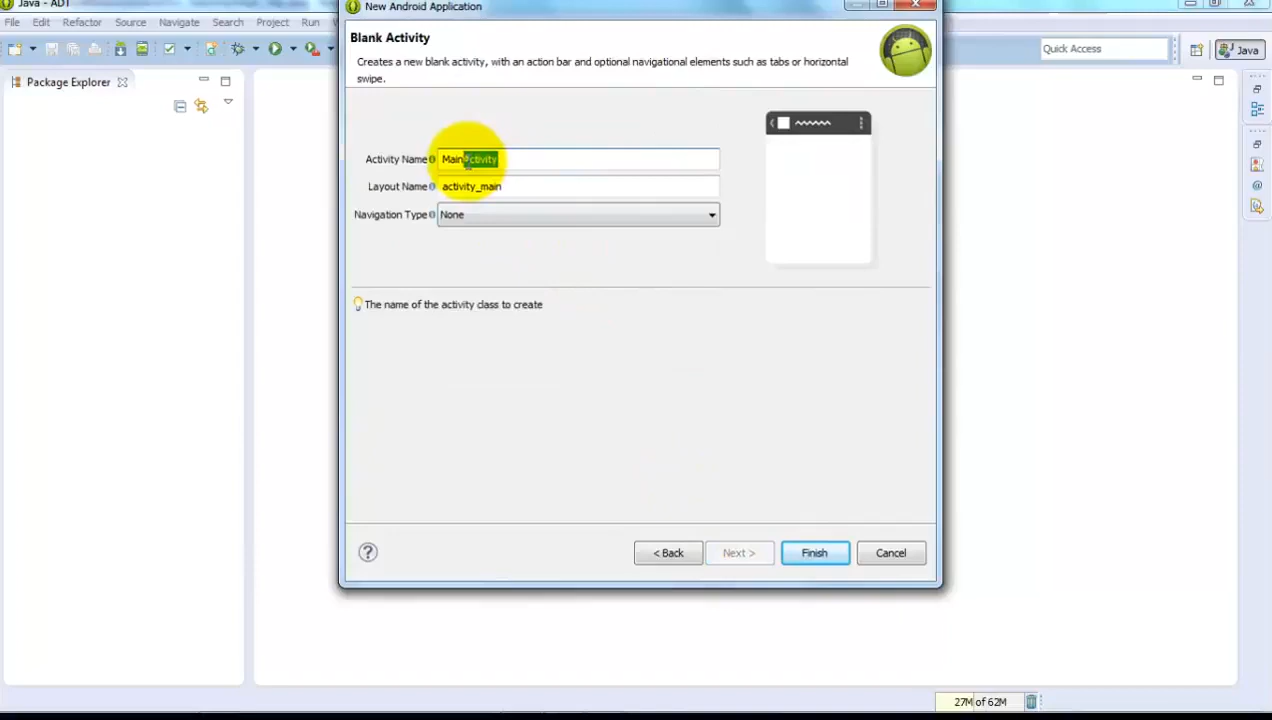 Java - ADT
New Android Application
File Edit Refactor Source Navigate Search Project Run
Blank Activity
Creates a new blank activity, with an action bar and optional navigational elements such as tabs or horizontal
swipe.
Quick Access
Java
Package Explorer
Activity Name MainActivity
Layout Name activity_main
Navigation Type None
The name of the activity class to create
?
< Back
Next >
Finish
Cancel
27M of 62M